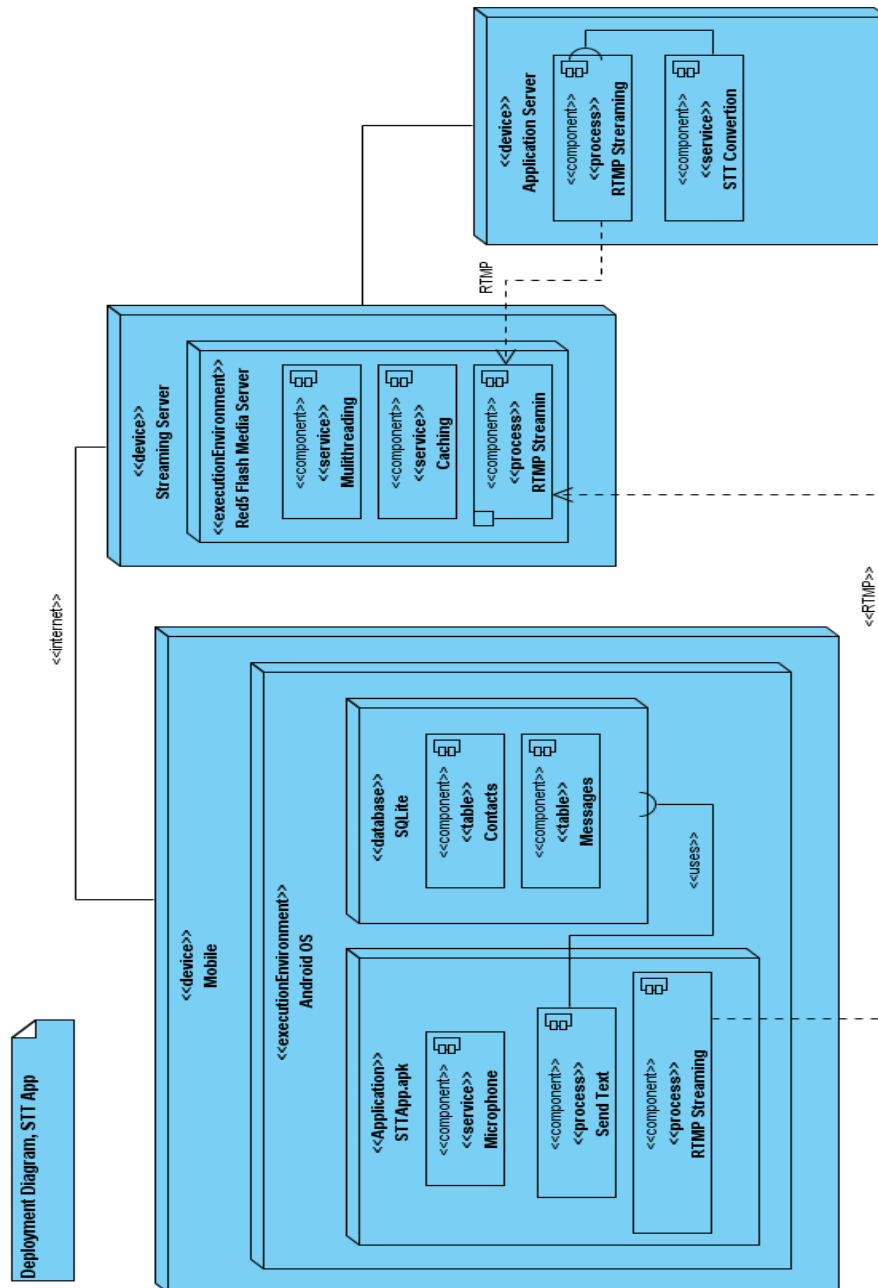 Deployment Diagram, STT App
<<internet>>
<<device>>
Mobile
<<executionEnvironment>>
Android OS
<<Application>>
STTApp.apk
<<component>>
<<service>>
Microphone
<<component>>
<<process>>
Send Text
<<component>>
<<process>>
RTMP Streaming
<<database>>
SQLite
<<component>>
<<table>>
Contacts
<<component>>
<<table>>
Messages
<<uses>>
<<RTMP>>
<<device>>
Streaming Server
<<executionEnvironment>>
Red5 Flash Media Server
<<component>>
<<service>>
Mulithreading
<<component>>
<<service>>
Caching
<<component>>
<<process>>
RTMP Streamin
RTMP
<<device>>
Application Server
<<component>>
<<process>>
RTMP Streraming
<<component>>
<<service>>
STT Convertion